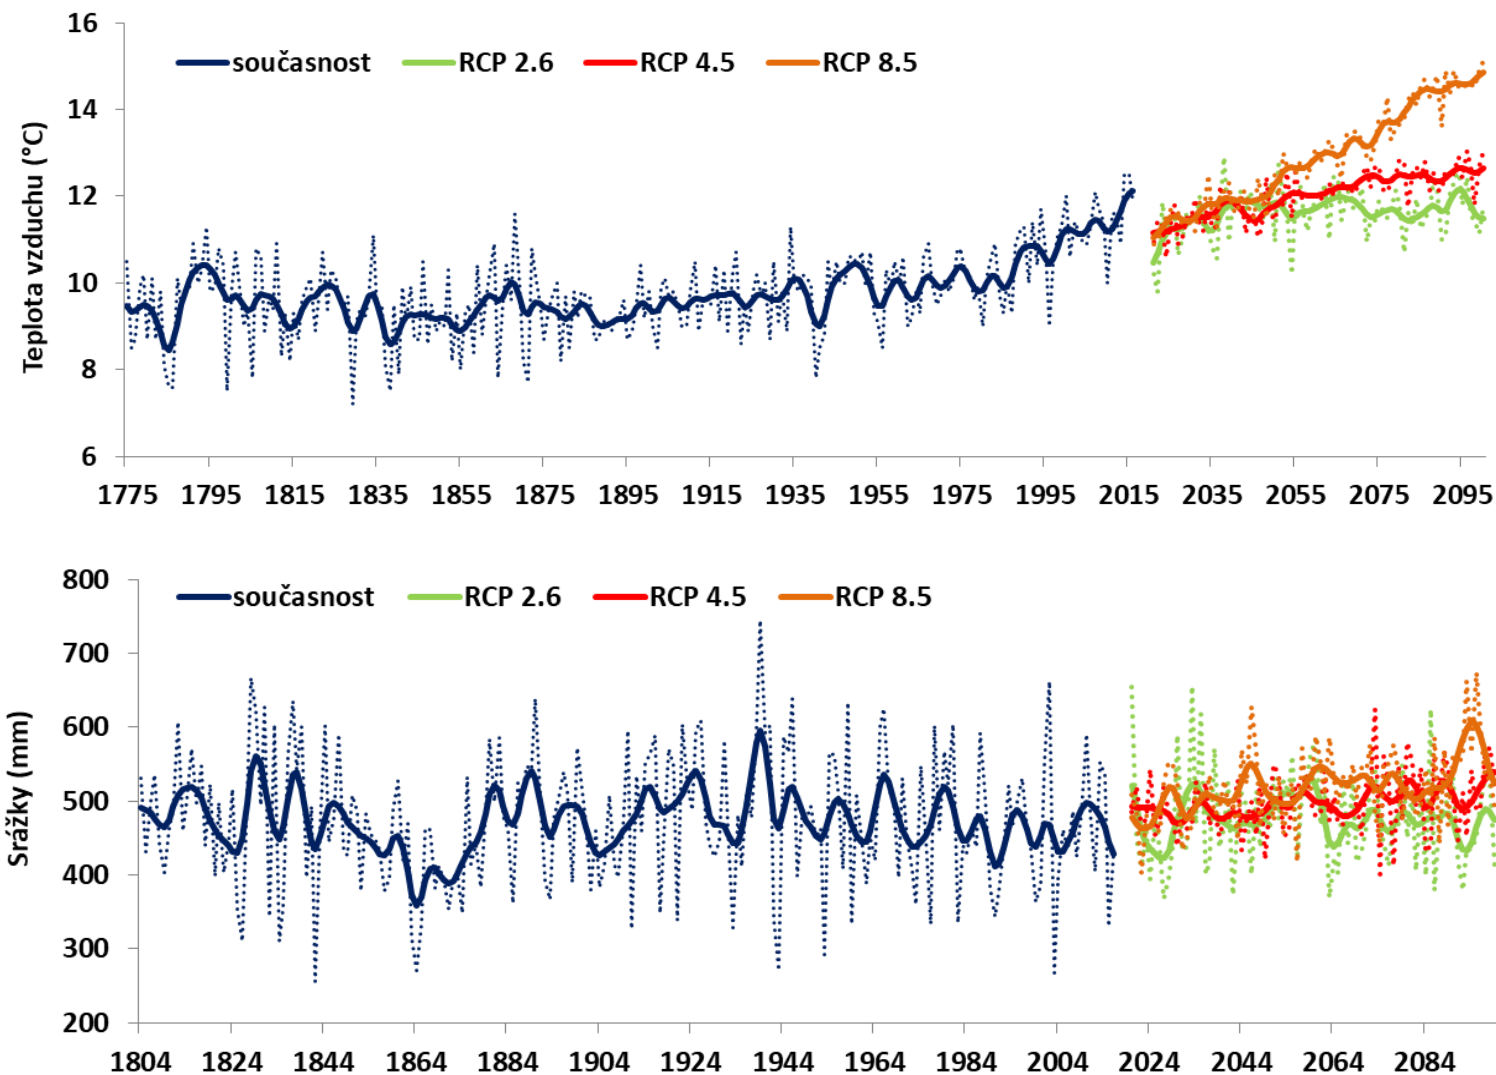 16
současnost RCP 2.6 RCP 4.5 RCP 8.5
14
12
10
8
6
Teplota vzduchu (°C)
1775 1795 1815 1835 1855 1875 1895 1915 1935 1955 1975 1995 2015 2035 2055 2075 2095
800
současnost RCP 2.6 RCP 4.5 RCP 8.5
700
600
500
400
300
200
Srážky (mm)
1804 1824 1844 1864 1884 1904 1924 1944 1964 1984 2004 2024 2044 2064 2084